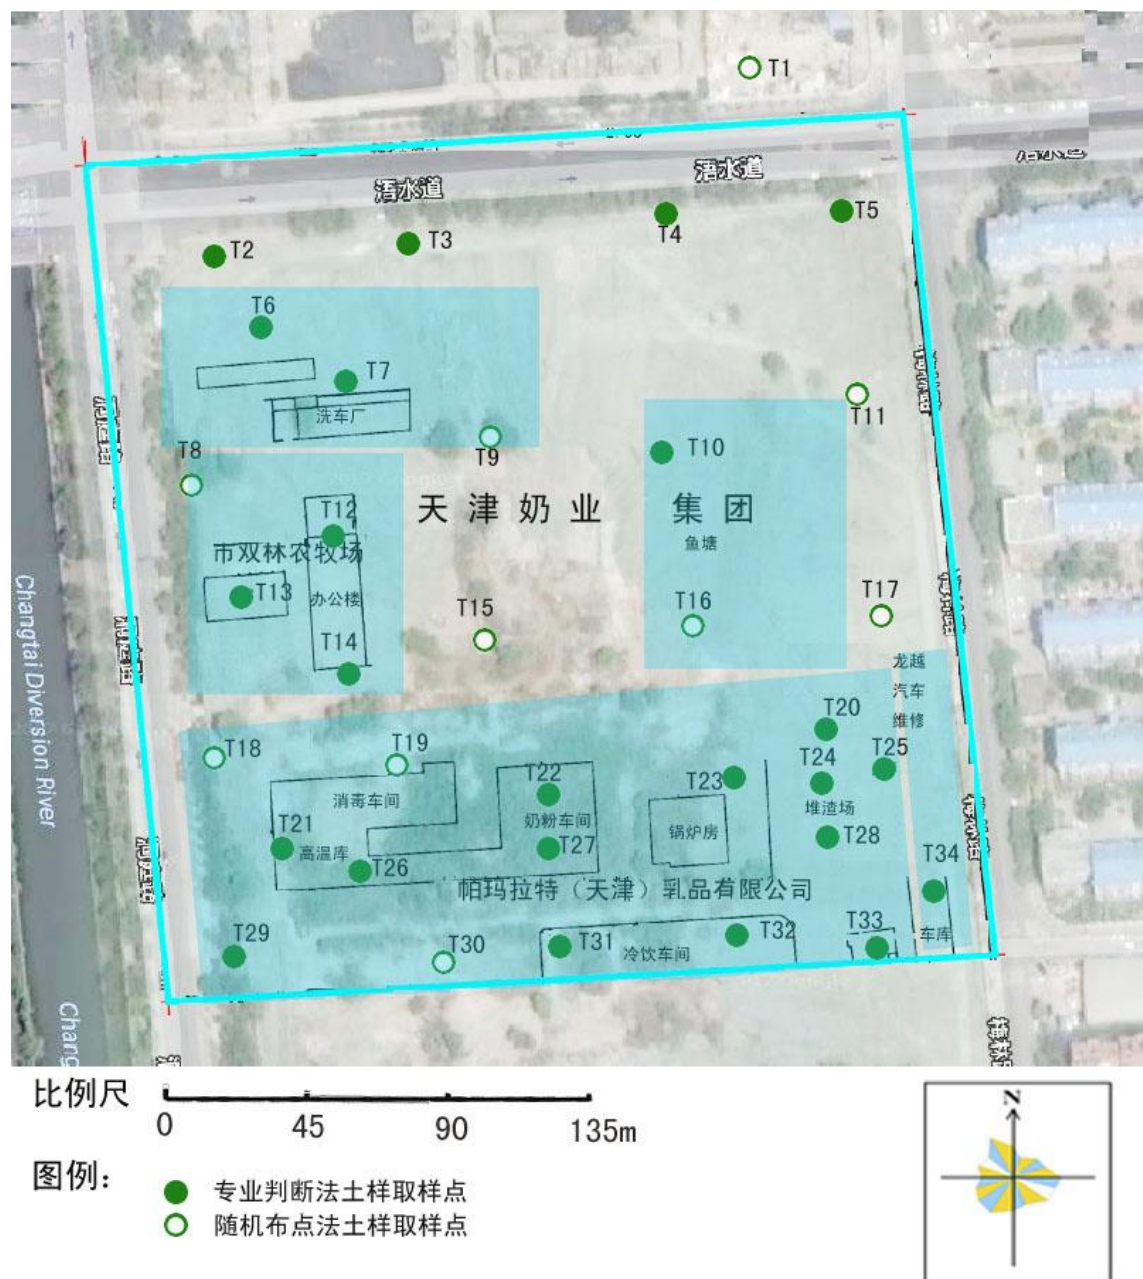 T1
浯水道
浯水道
浯水道
T5
T4
T3
T2
T6
T7
洗车厂
T11
T8
T9
T10
天津奶业 集团
T12
市双林农牧场
鱼塘
T13
办公楼
T15
T16
T17
T14
龙越
汽车
维修
Changtai Diversion River
T18
T19
T20
T22
T23
T24
T25
消毒车间
奶粉车间
堆渣场
锅炉房
T21
高温库
T26
T27
T28
T34
帕玛拉特（天津）乳品有限公司
T29
T30
T31
T32
T33
冷饮车间
车库
Chang
比例尺
0 45 90 135m
图例：
专业判断法土样取样点
随机布点法土样取样点
N